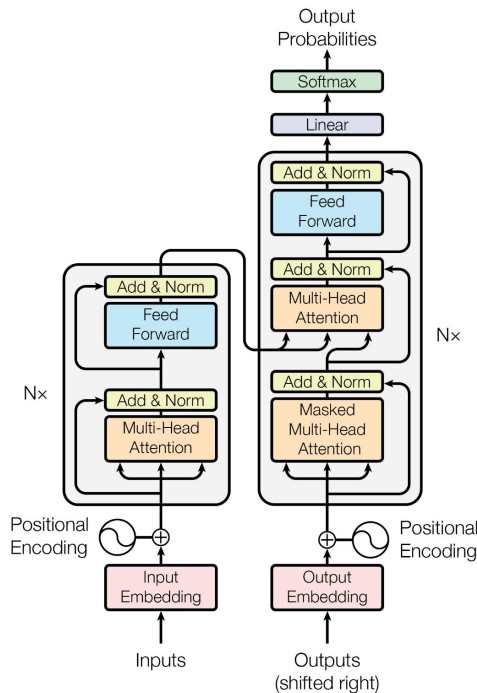 Output
Probabilities
Softmax
Linear
Add & Norm
Feed
Forward
Add & Norm
Multi-Head
Attention
Add & Norm
Masked
Multi-Head
Attention
N×
Add & Norm
Feed
Forward
Add & Norm
Multi-Head
Attention
N×
Positional
Encoding
Positional
Encoding
Input
Embedding
Output
Embedding
Inputs
Outputs
(shifted right)